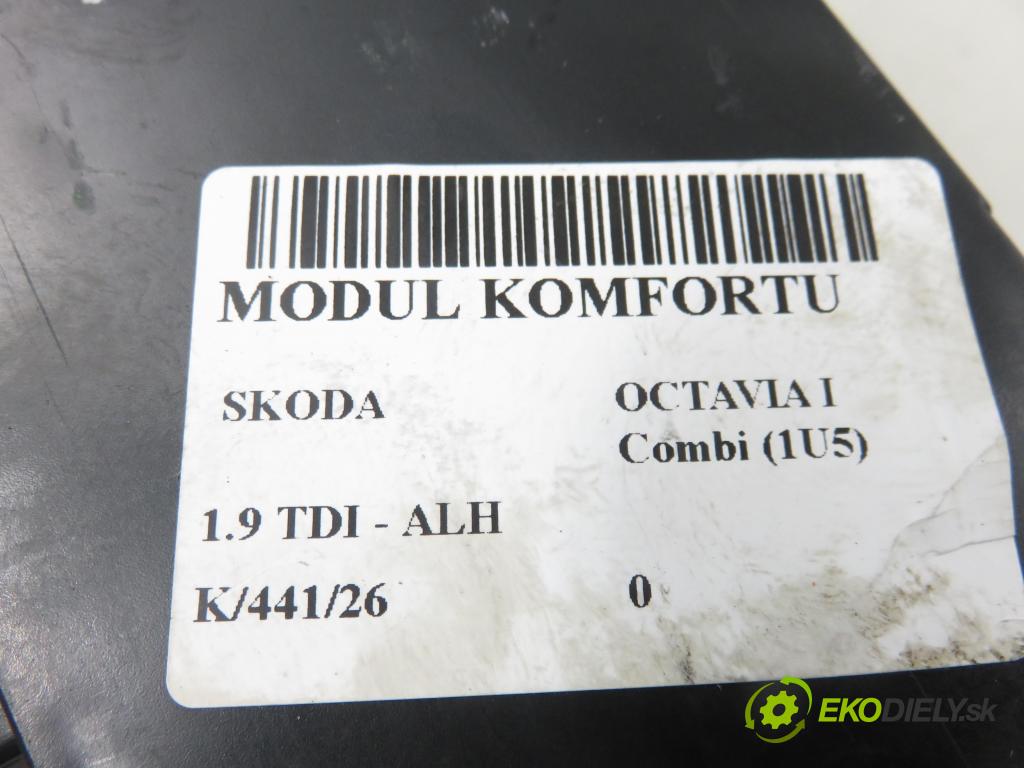 MODUL KOMFORTU
SKODA
OCTAVIA I
Combi (1U5)
1.9 TDI - ALH
K/441/26
0
EKODIELY.sk